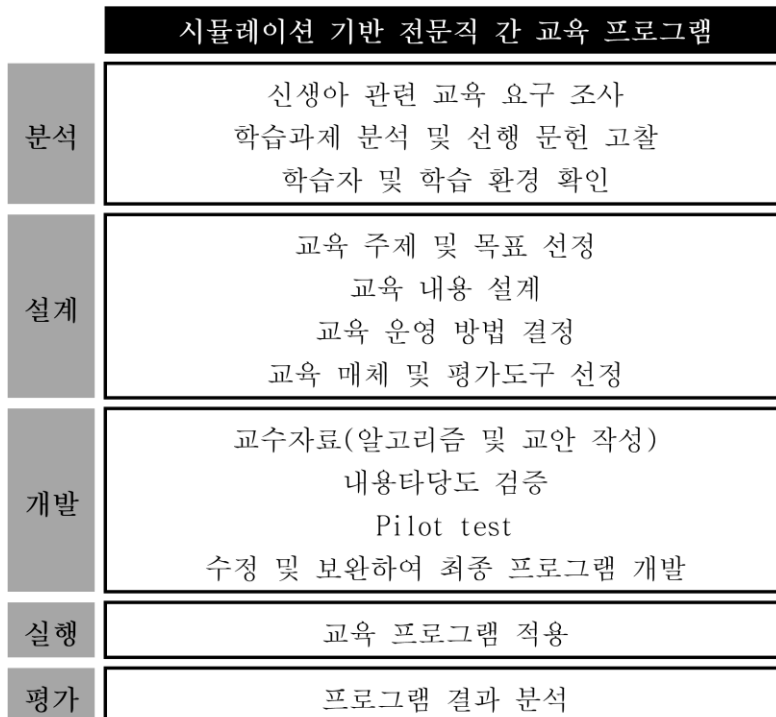 시뮬레이션 기반 전문직 간 교육 프로그램
분석
신생아 관련 교육 요구 조사
학습과제 분석 및 선행 문헌 고찰
학습자 및 학습 환경 확인
설계
교육 주제 및 목표 선정
교육 내용 설계
교육 운영 방법 결정
교육 매체 및 평가도구 선정
개발
교수자료(알고리즘 및 교안 작성)
내용타당도 검증
Pilot test
수정 및 보완하여 최종 프로그램 개발
실행
교육 프로그램 적용
평가
프로그램 결과 분석